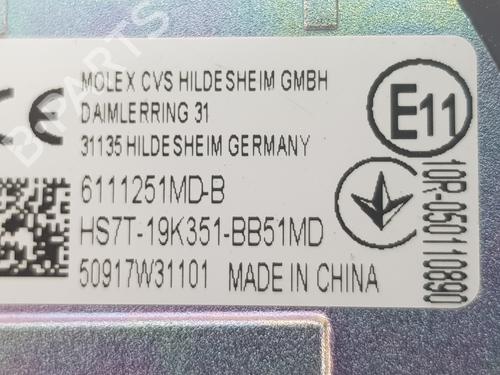 MOLEX CVS HILDESHEIM GMBH
DAIMLERRING 31
31135 HILDESHEIM GERMANY
CE
E11
6111251MD-B
HS7T-19K351-BB51MD
50917W31101 MADE IN CHINA
10R-050110890
B-PARTS